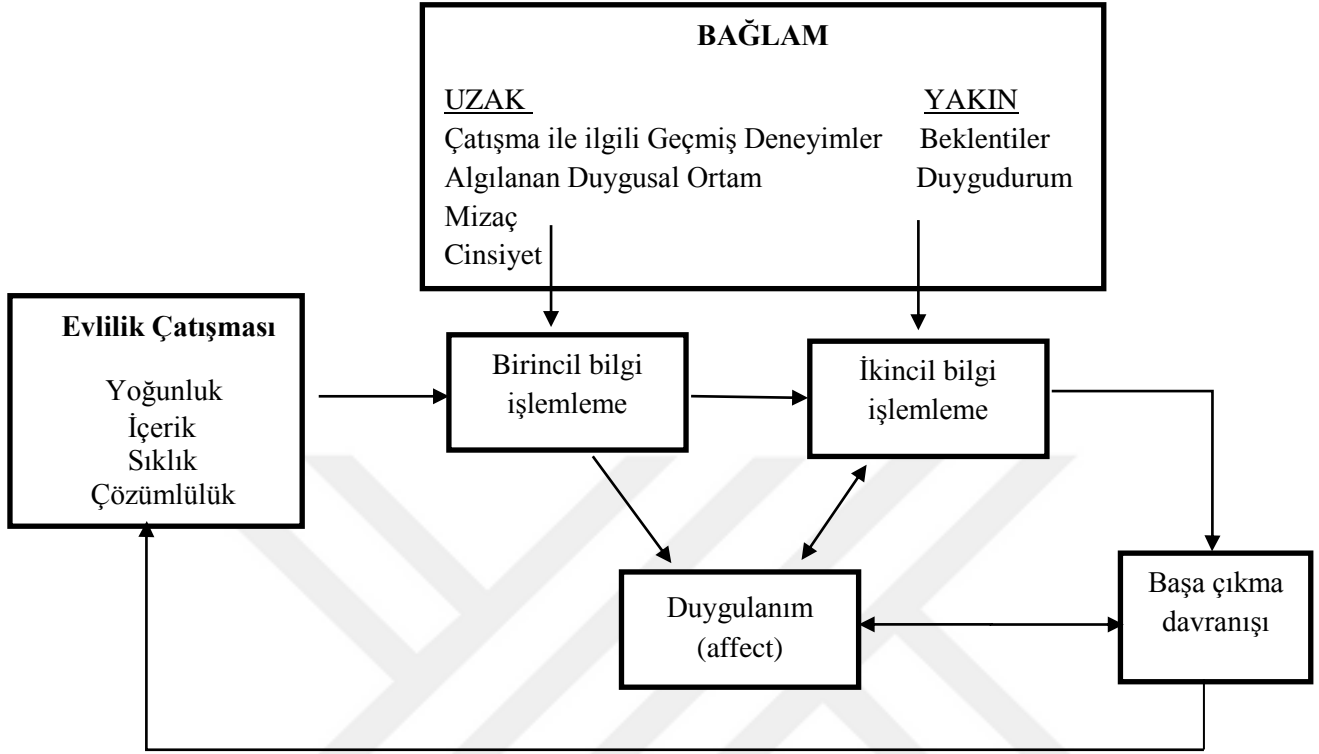 BAĞLAM
UZAK
Çatışma ile ilgili Geçmiş Deneyimler
Algılanan Duygusal Ortam
Mizaç
Cinsiyet
YAKIN
Beklentiler
Duygudurum
Evlilik Çatışması
Yoğunluk
İçerik
Sıklık
Çözümlülük
Birincil bilgi
işlemleme
İkincil bilgi
işlemleme
Duygulanım
(affect)
Başa çıkma
davranışı